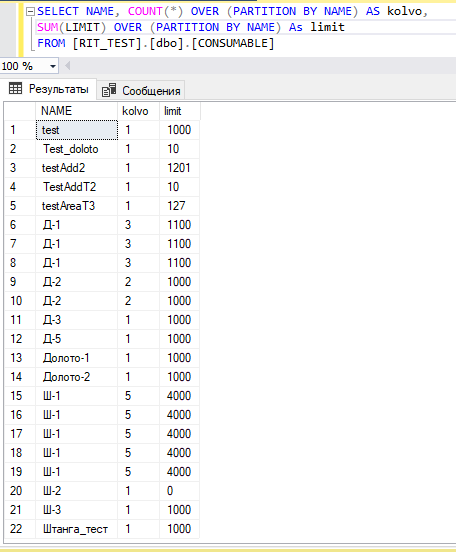 SELECT NAME, COUNT(*) OVER (PARTITION BY NAME) AS kolvo,
SUM(LIMIT) OVER (PARTITION BY NAME) As limit
FROM [RIT_TEST].[dbo].[CONSUMABLE]
100 %
Результаты Сообщения
NAME kolvo limit
1 test 1 1000
2 Test_doloto 1 10
3 testAdd2 1 1201
4 TestAddT2 1 10
5 testAreaT3 1 127
6 Д-1 3 1100
7 Д-1 3 1100
8 Д-1 3 1100
9 Д-2 2 1000
10 Д-2 2 1000
11 Д-3 1 1000
12 Д-5 1 1000
13 Долото-1 1 1000
14 Долото-2 1 1000
15 Ш-1 5 4000
16 Ш-1 5 4000
17 Ш-1 5 4000
18 Ш-1 5 4000
19 Ш-1 5 4000
20 Ш-2 1 0
21 Ш-3 1 1000
22 Штанга_тест 1 1000